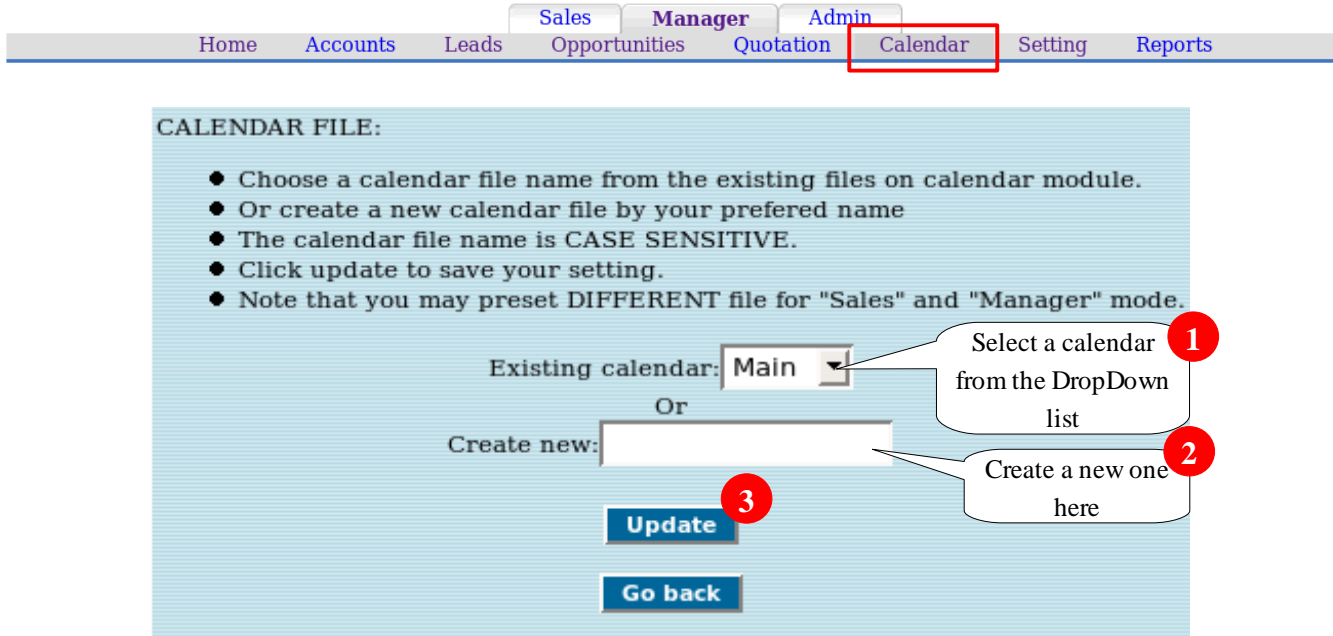 Sales Manager Admin
Home Accounts Leads Opportunities Quotation Calendar Setting Reports
CALENDAR FILE:
Choose a calendar file name from the existing files on calendar module.
Or create a new calendar file by your prefered name
The calendar file name is CASE SENSITIVE.
Click update to save your setting.
Note that you may preset DIFFERENT file for "Sales" and "Manager" mode.
Existing calendar: Main
Select a calendar
from the DropDown
list
1
Or
Create new:
Create a new one
here
2
Update
3
Go back